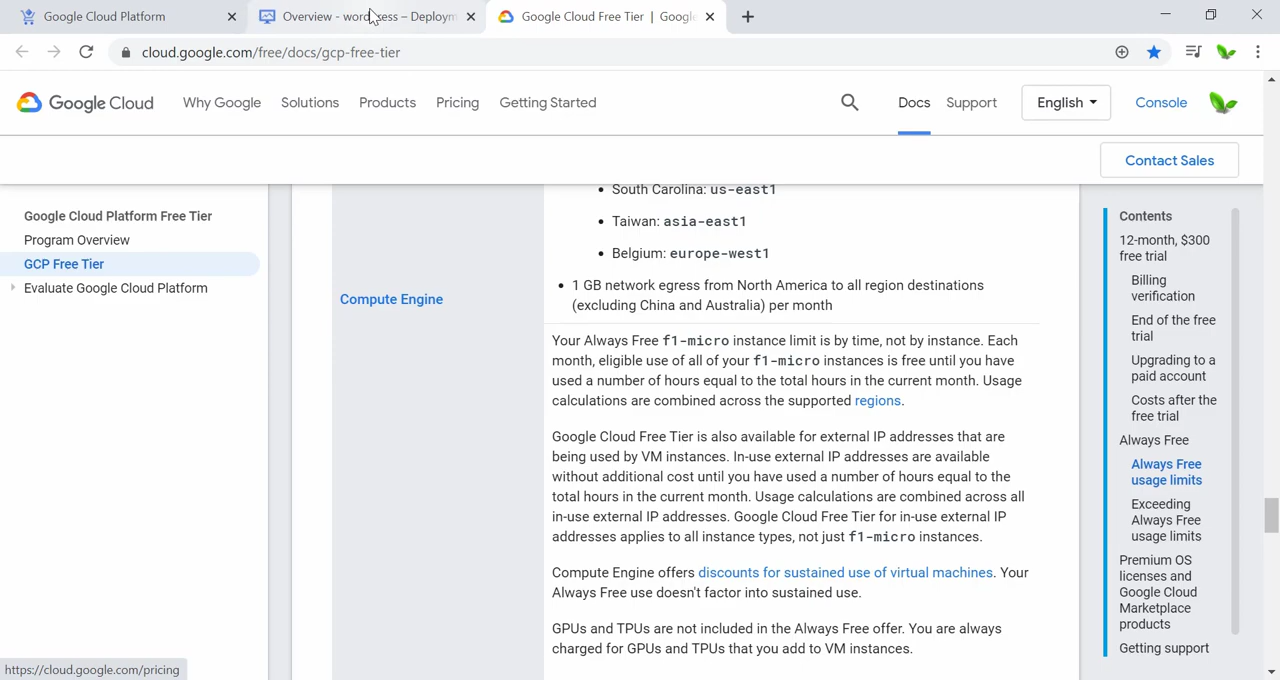 Google Cloud Platform
Overview - wordpress – Deploym
Google Cloud Free Tier | Google
cloud.google.com/free/docs/gcp-free-tier
Google Cloud
Why Google
Solutions
Products
Pricing
Getting Started
Docs
Support
English
Console
Contact Sales
Google Cloud Platform Free Tier
Program Overview
GCP Free Tier
Evaluate Google Cloud Platform
Compute Engine
• South Carolina: us-east1
• Taiwan: asia-east1
• Belgium: europe-west1
• 1 GB network egress from North America to all region destinations
(excluding China and Australia) per month
Your Always Free f1-micro instance limit is by time, not by instance. Each
month, eligible use of all of your f1-micro instances is free until you have
used a number of hours equal to the total hours in the current month. Usage
calculations are combined across the supported regions.
Google Cloud Free Tier is also available for external IP addresses that are
being used by VM instances. In-use external IP addresses are available
without additional cost until you have used a number of hours equal to the
total hours in the current month. Usage calculations are combined across all
in-use external IP addresses. Google Cloud Free Tier for in-use external IP
addresses applies to all instance types, not just f1-micro instances.
Compute Engine offers discounts for sustained use of virtual machines. Your
Always Free use doesn't factor into sustained use.
GPUs and TPUs are not included in the Always Free offer. You are always
charged for GPUs and TPUs that you add to VM instances.
Contents
12-month, $300
free trial
Billing
verification
End of the free
trial
Upgrading to a
paid account
Costs after the
free trial
Always Free
Always Free
usage limits
Exceeding
Always Free
usage limits
Premium OS
licenses and
Google Cloud
Marketplace
products
Getting support
https://cloud.google.com/pricing